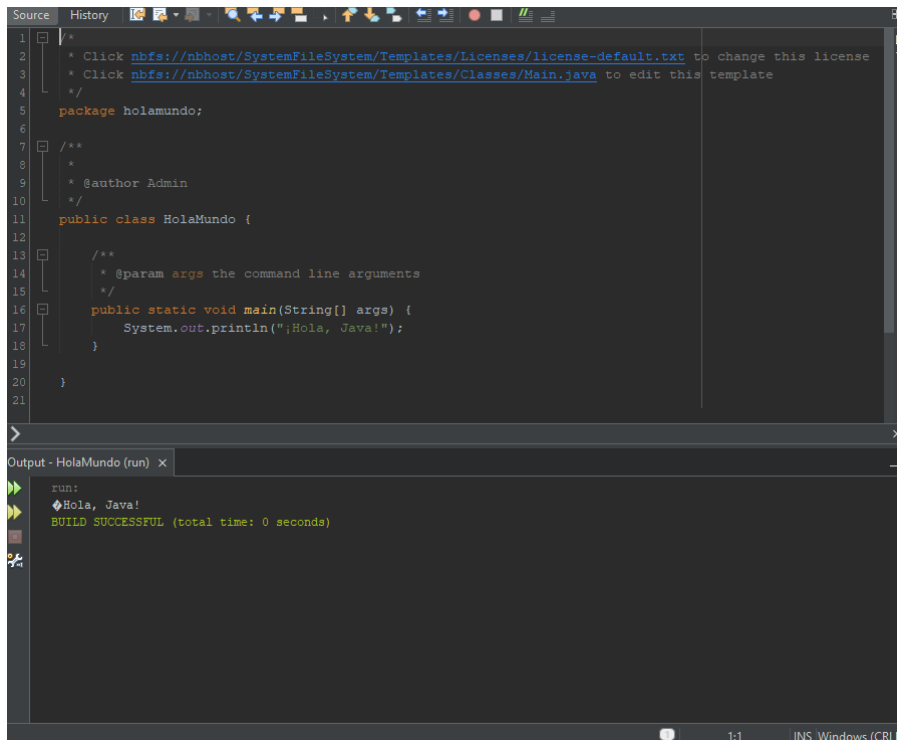 Source History
1 /*
2 * Click nbfs://nbhost/SystemFileSystem/Templates/Licenses/license-default.txt to change this license
3 * Click nbfs://nbhost/SystemFileSystem/Templates/Classes/Main.java to edit this template
4 */
5 package holamundo;
6
7 /**
8 *
9 * @author Admin
10 */
11 public class HolaMundo {
12
13 /**
14 * @param args the command line arguments
15 */
16 public static void main(String[] args) {
17 System.out.println("¡Hola, Java!");
18 }
19
20 }
21
Output - HolaMundo (run) ×
run:
�Hola, Java!
BUILD SUCCESSFUL (total time: 0 seconds)
1 1:1 INS Windows (CRL